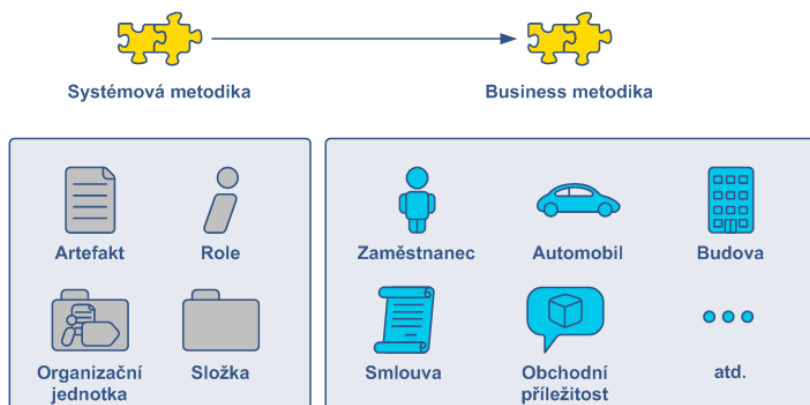 Systémová metodika
Business metodika
Artefakt
Role
Organizační
jednotka
Složka
Zaměstnanec
Automobil
Budova
Smlouva
Obchodní
příležitost
atd.